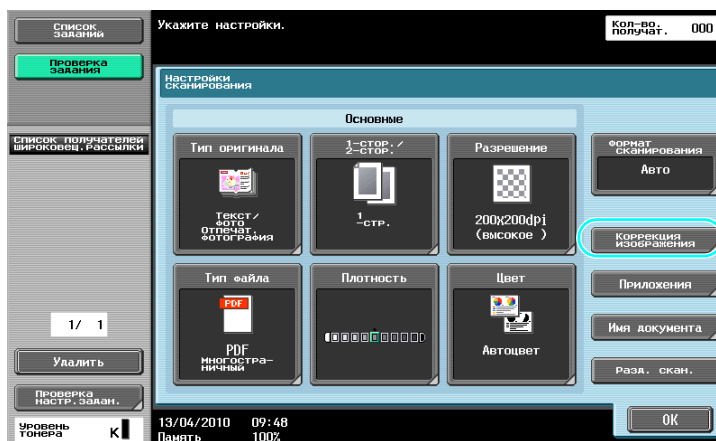 Список
заданий
Проверка
задания
Список получателей
широковец.рассылки
1/ 1
Удалить
Проверка
настр.задан.
Уровень
тонера
K
Укажите настройки.
Кол-во.
получат.
000
Настройки
сканирования
Основные
Тип оригинала
Текст/
фото
Отпечат.
фотография
1-стор./
2-стор.
1
-стр.
Разрешение
200X200dpi
(высокое )
Тип файла
PDF
PDF
Многостра-
ничный
Плотность
Цвет
Автоцвет
Формат
сканирования
Авто
Коррекция
изображения
Приложения
Имя документа
Разд. скан.
OK
13/04/2010 09:48
Память 100%